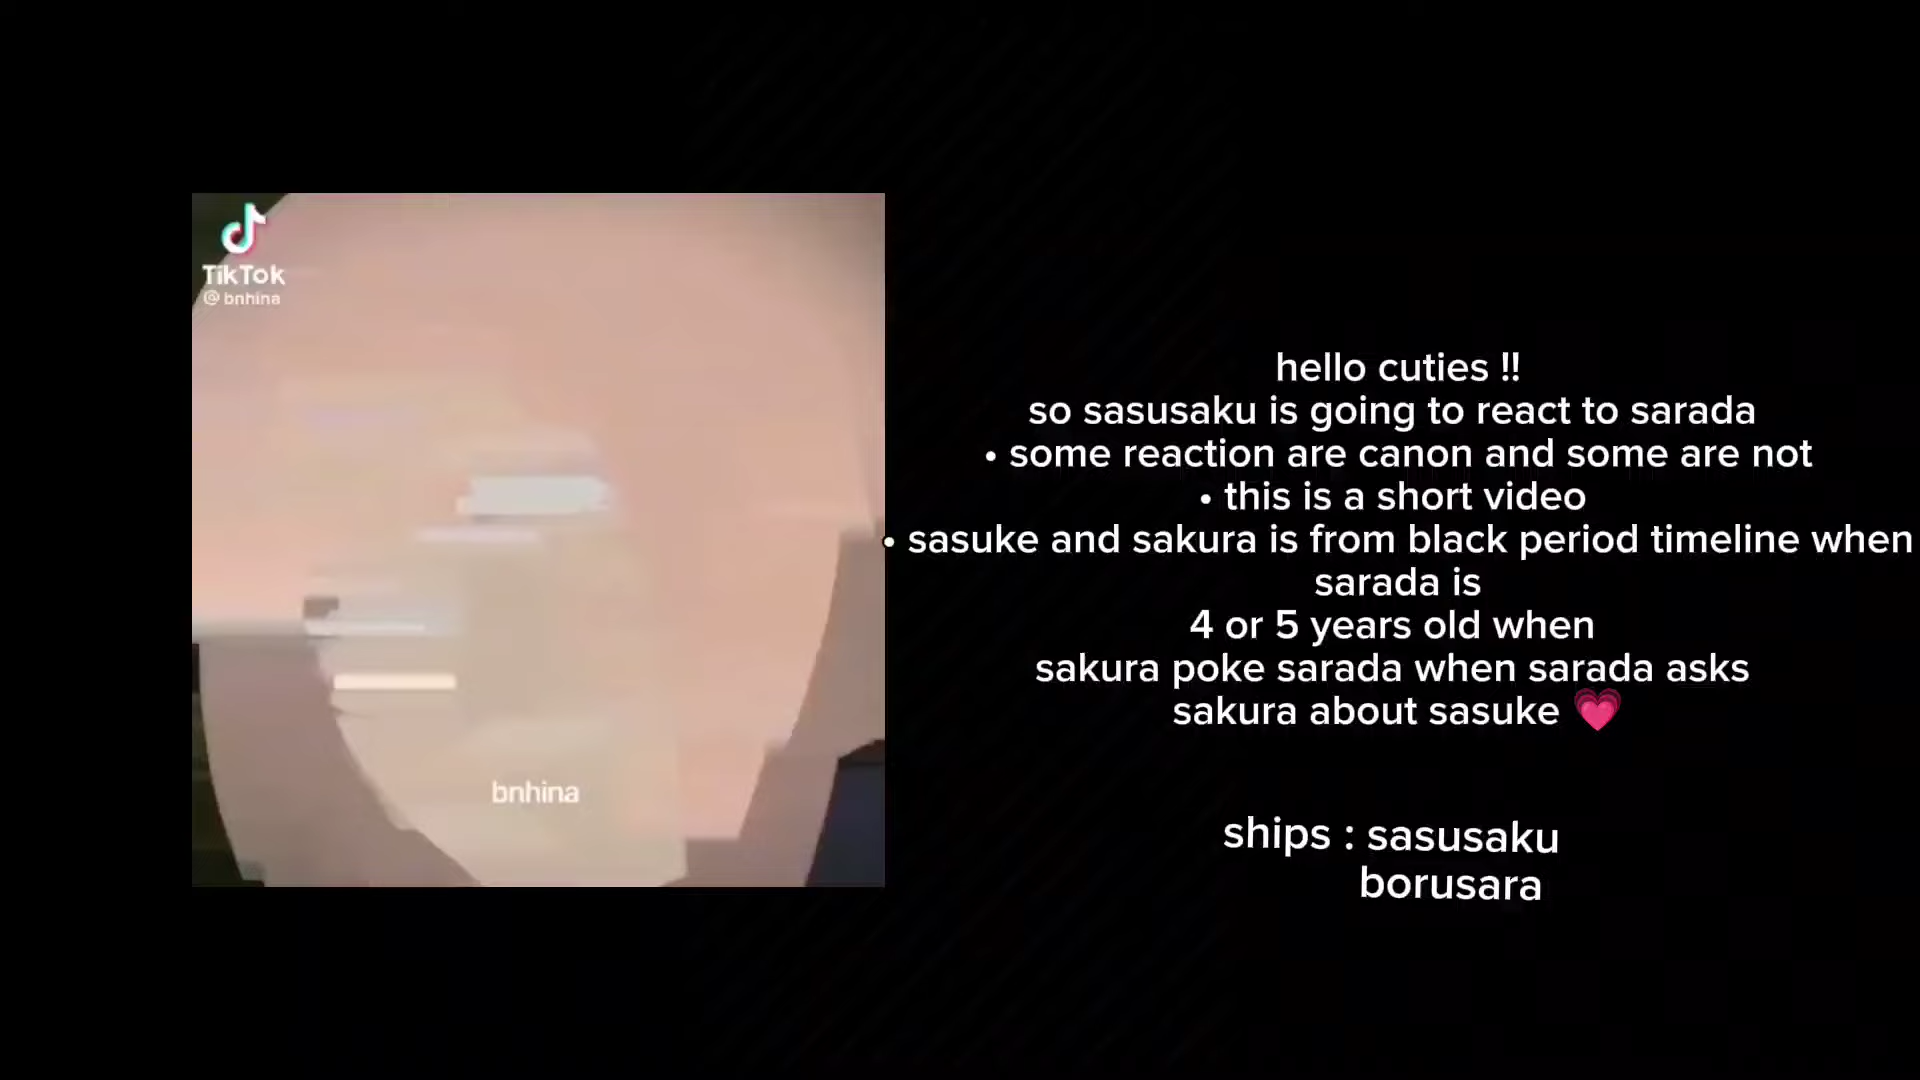 TikTok
@ bnhina
bnhina
hello cuties !!
so sasusaku is going to react to sarada
• some reaction are canon and some are not
• this is a short video
• sasuke and sakura is from black period timeline when
sarada is
4 or 5 years old when
sakura poke sarada when sarada asks
sakura about sasuke 💗
ships : sasusaku
borusara